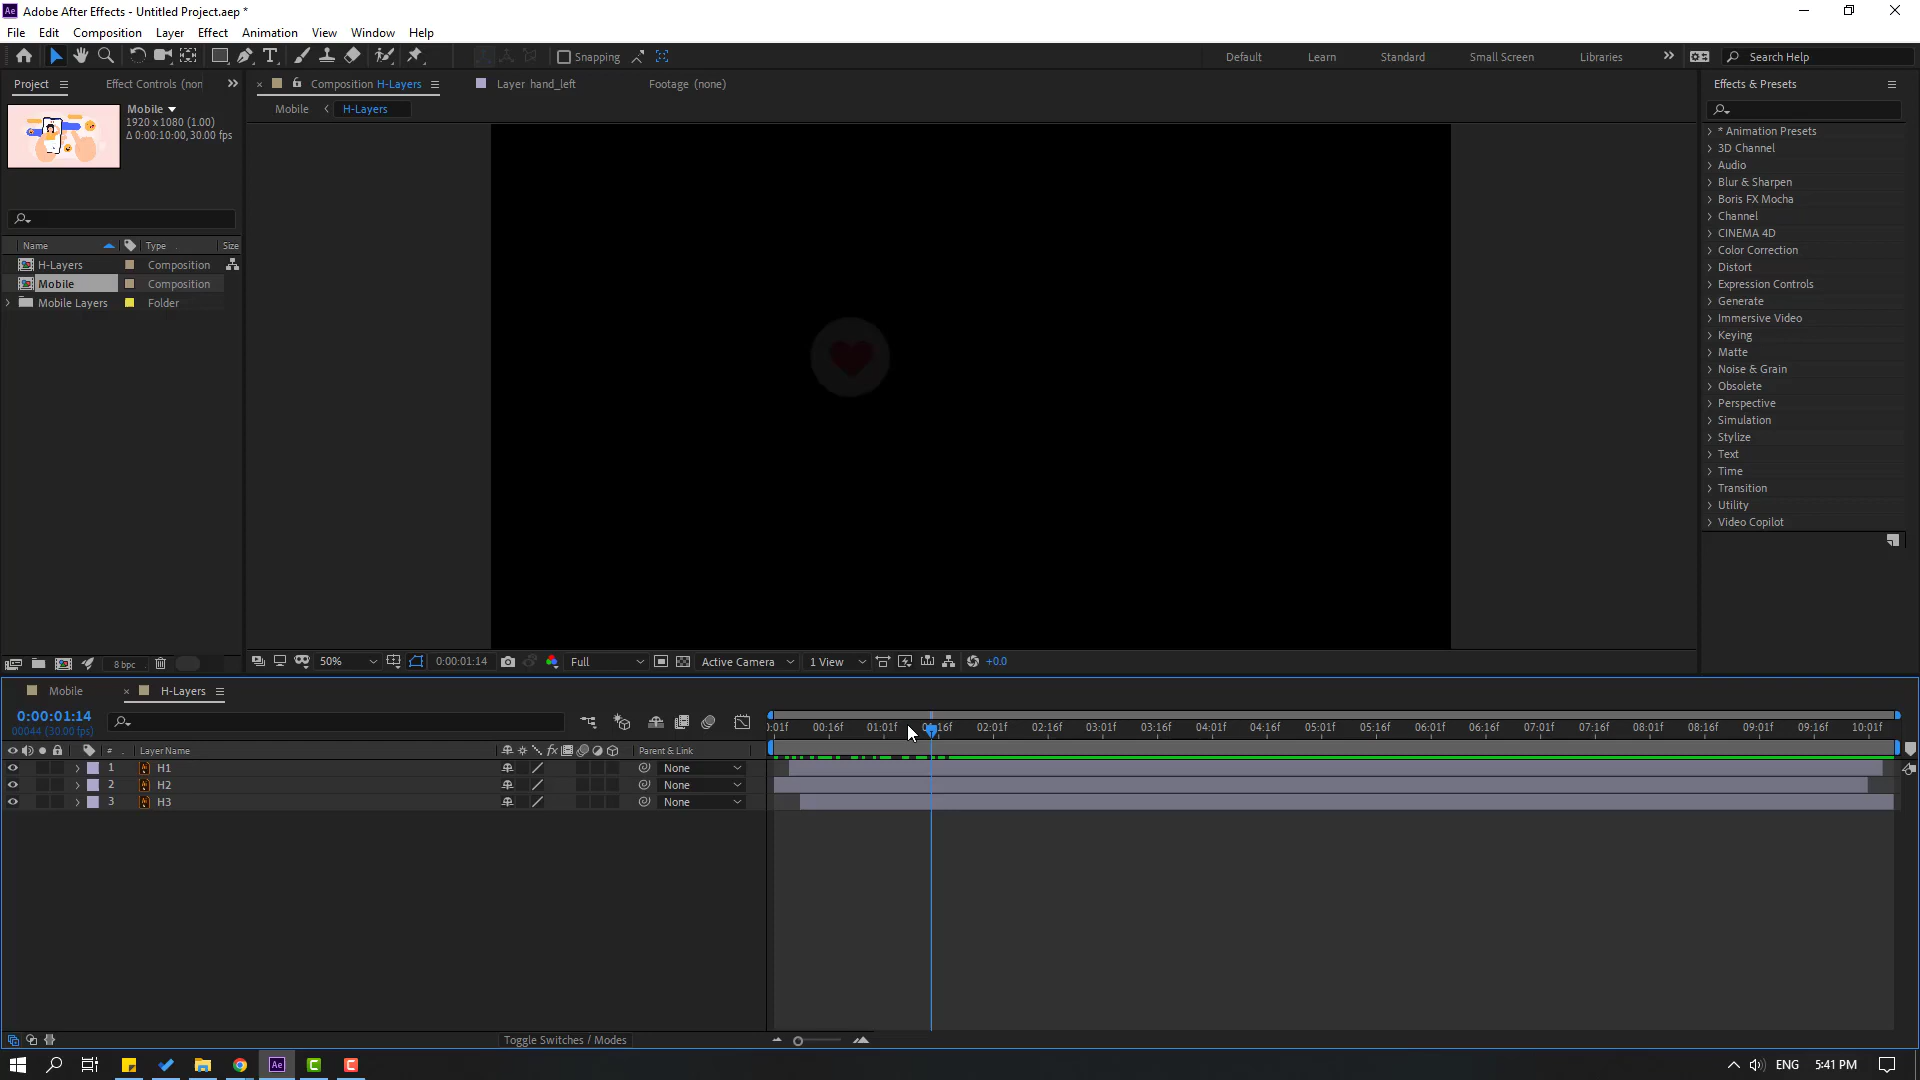 Adobe After Effects - Untitled Project.aep *
File Edit Composition Layer Effect Animation View Window Help
Snapping Default Learn Standard Small Screen Libraries Search Help
Project Effect Controls (non
Composition H-Layers Layer hand_left Footage (none) Effects & Presets
Mobile
1920 x 1080 (1.00)
Δ 0:00:10:00, 30.00 fps
Mobile H-Layers
Name Type Size
H-Layers Composition
Mobile Composition
Mobile Layers Folder
* Animation Presets
3D Channel
Audio
Blur & Sharpen
Boris FX Mocha
Channel
CINEMA 4D
Color Correction
Distort
Expression Controls
Generate
Immersive Video
Keying
Matte
Noise & Grain
Obsolete
Perspective
Simulation
Stylize
Text
Time
Transition
Utility
Video Copilot
8 bpc 50% 0:00:01:14 Full Active Camera 1 View +0.0
Mobile H-Layers
0:00:01:14
00044 (30.00 fps)
:01f 00:16f 01:01f 02:01f 02:16f 03:01f 03:16f 04:01f 04:16f 05:01f 05:16f 06:01f 06:16f 07:01f 07:16f 08:01f 08:16f 09:01f 09:16f 10:01f
# Layer Name fx Parent & Link
1 H1 None
2 H2 None
3 H3 None
Toggle Switches / Modes
Ae C C ENG 5:41 PM